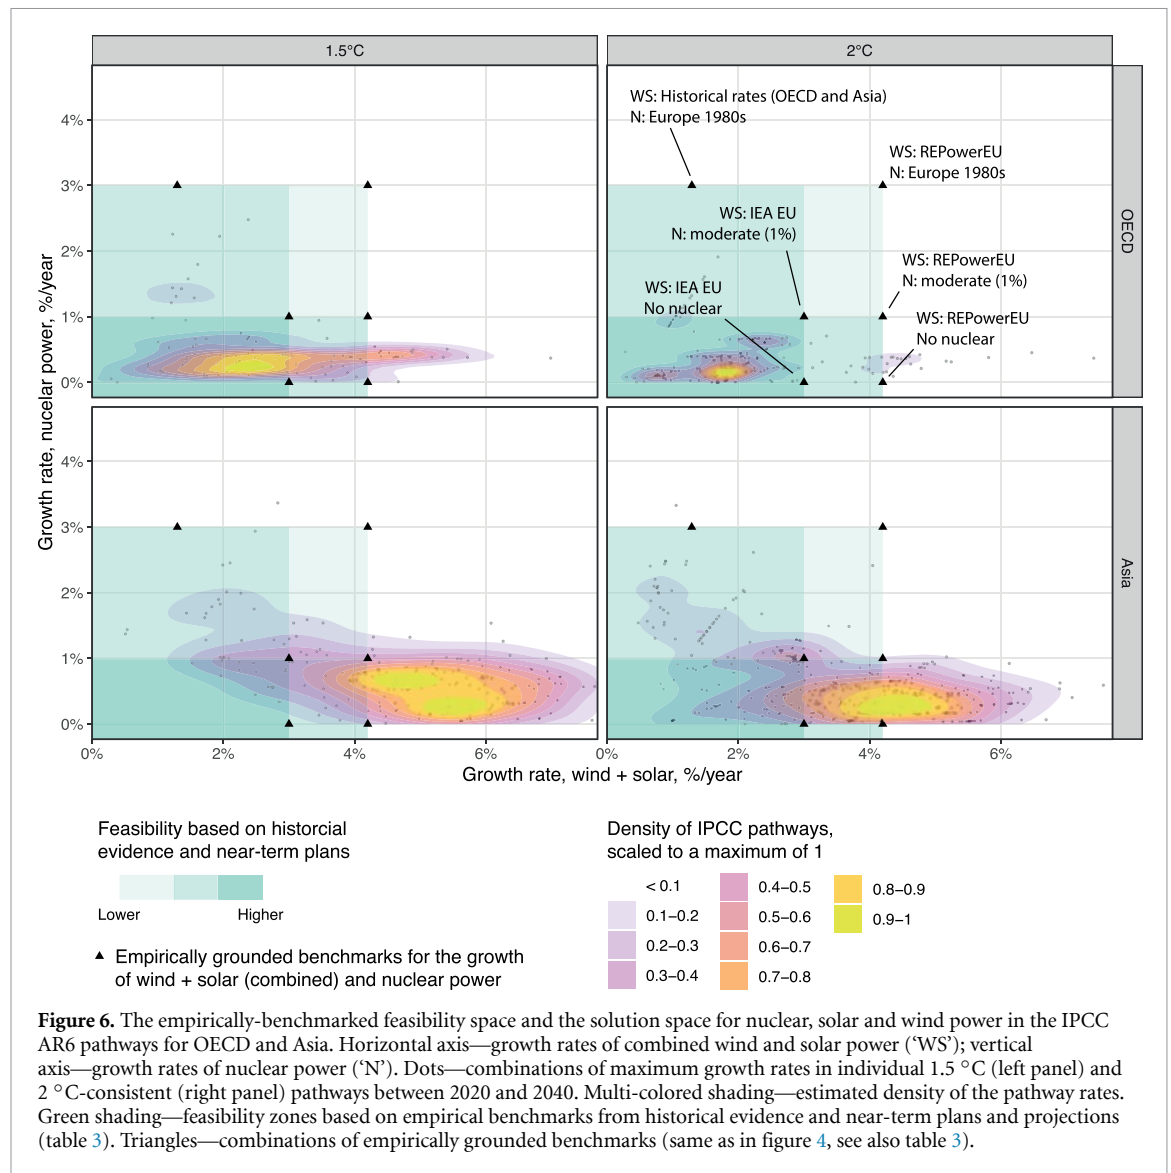 1.5°C
2°C
Growth rate, nucelar power, %/year
4%
3%
2%
1%
0%
WS: Historical rates (OECD and Asia)
N: Europe 1980s
WS: REPowerEU
N: Europe 1980s
WS: IEA EU
N: moderate (1%)
WS: REPowerEU
N: moderate (1%)
WS: IEA EU
No nuclear
WS: REPowerEU
No nuclear
OECD
4%
3%
2%
1%
0%
Asia
0% 2% 4% 6% 0% 2% 4% 6%
Growth rate, wind + solar, %/year
Feasibility based on historcial
evidence and near-term plans
Lower Higher
Empirically grounded benchmarks for the growth
of wind + solar (combined) and nuclear power
Density of IPCC pathways,
scaled to a maximum of 1
< 0.1
0.1–0.2
0.2–0.3
0.3–0.4
0.4–0.5
0.5–0.6
0.6–0.7
0.7–0.8
0.8–0.9
0.9–1
Figure 6. The empirically-benchmarked feasibility space and the solution space for nuclear, solar and wind power in the IPCC
AR6 pathways for OECD and Asia. Horizontal axis—growth rates of combined wind and solar power (‘WS’); vertical
axis—growth rates of nuclear power (‘N’). Dots—combinations of maximum growth rates in individual 1.5 °C (left panel) and
2 °C-consistent (right panel) pathways between 2020 and 2040. Multi-colored shading—estimated density of the pathway rates.
Green shading—feasibility zones based on empirical benchmarks from historical evidence and near-term plans and projections
(table 3). Triangles—combinations of empirically grounded benchmarks (same as in figure 4, see also table 3).